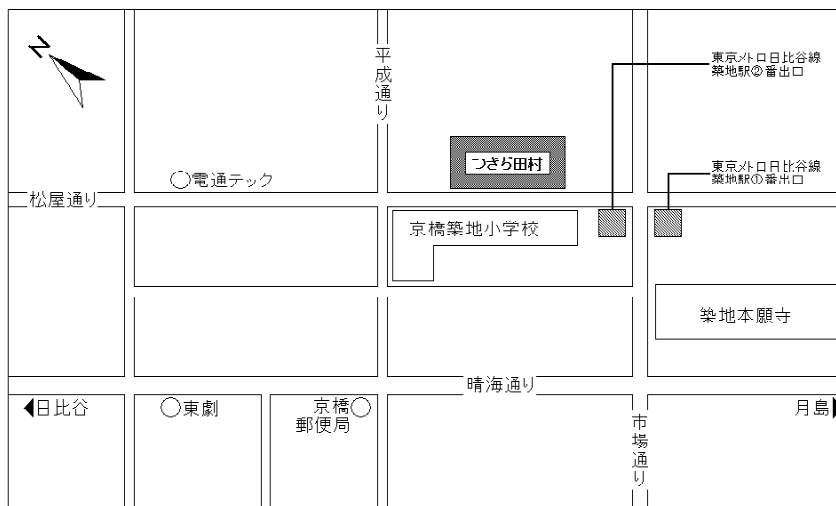 N
平成通り
東京メトロ日比谷線
築地駅②番出口
つきぢ田村
東京メトロ日比谷線
築地駅①番出口
電通テック
松屋通り
京橋築地小学校
築地本願寺
晴海通り
日比谷
東劇
京橋
郵便局
月島
市場通り